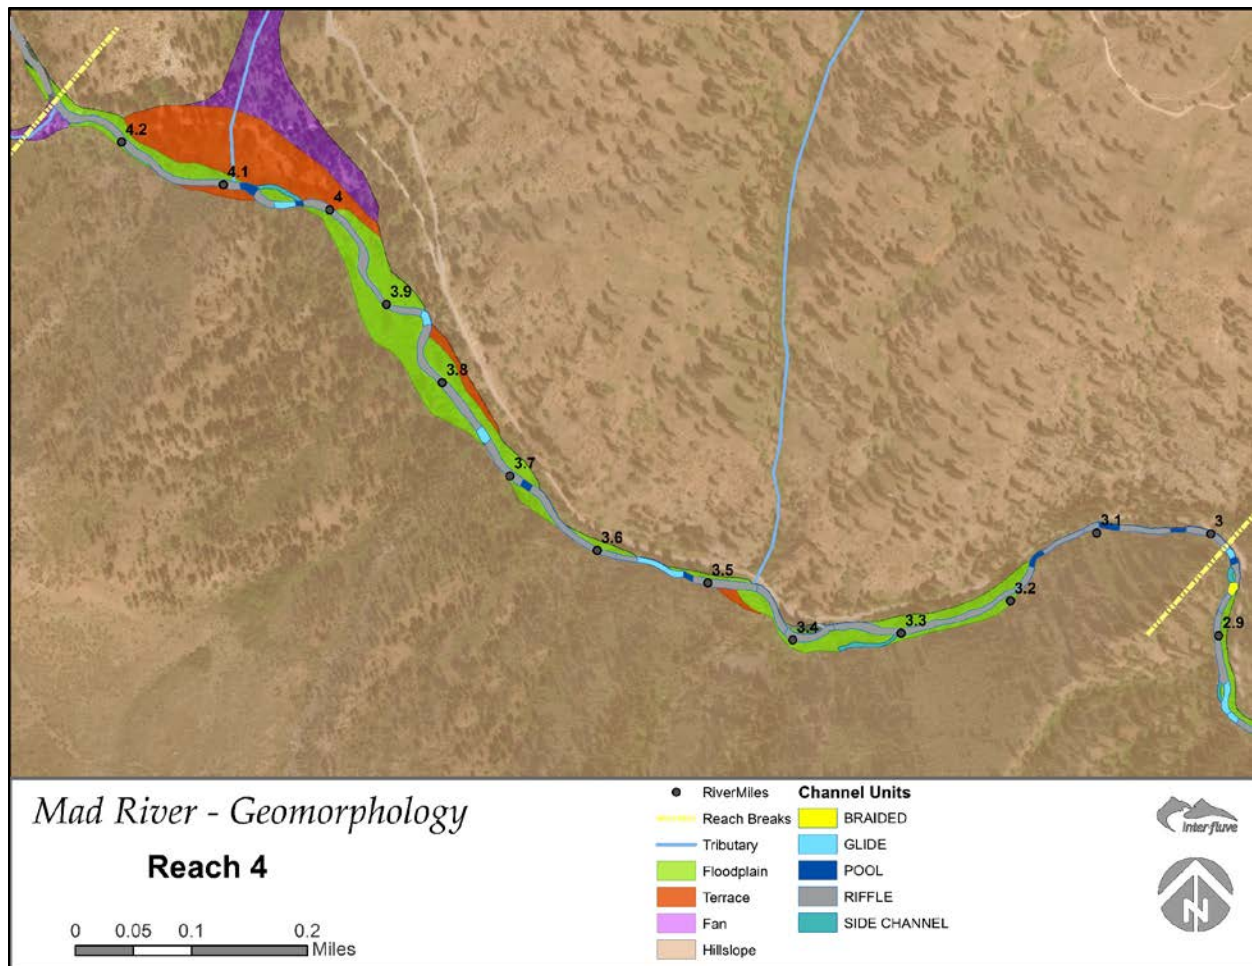 4.2
4.1
4
3.9
3.8
3.7
3.6
3.5
3.4
3.3
3.2
3.1
3
2.9
Mad River - Geomorphology
Reach 4
0 0.05 0.1 0.2
Miles
RiverMiles
Reach Breaks
Tributary
Floodplain
Terrace
Fan
Hillslope
Channel Units
BRAIDED
GLIDE
POOL
RIFFLE
SIDE CHANNEL
inter-fluve
N